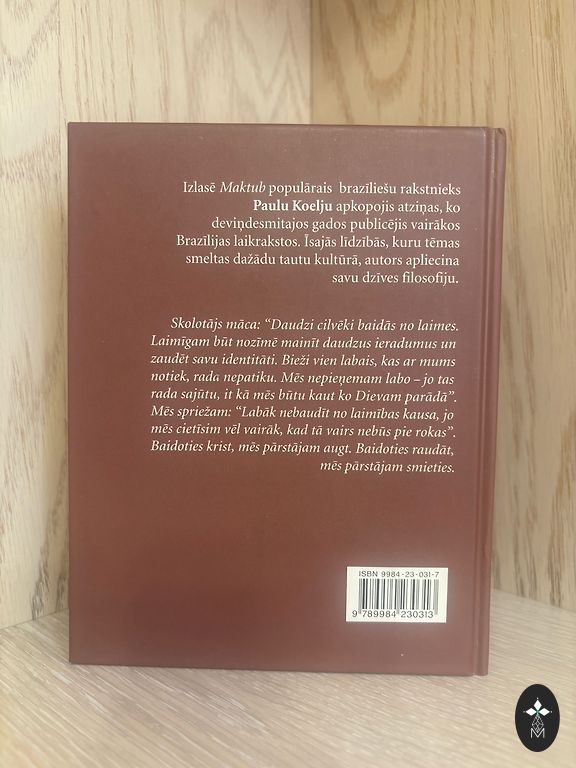 Izlasē Maktub populārais brazīliešu rakstnieks
Paulu Koelju apkopojis atziņas, ko
deviņdesmitajos gados publicējis vairākos
Brazīlijas laikrakstos. Īsajās līdzībās, kuru tēmas
smeltas dažādu tautu kultūrā, autors apliecina
savu dzīves filosofiju.
Skolotājs māca: “Daudzi cilvēki baidās no laimes.
Laimīgam būt nozīmē mainīt daudzus ieradumus un
zaudēt savu identitāti. Bieži vien labais, kas ar mums
notiek, rada nepatiku. Mēs nepieņemam labo – jo tas
rada sajūtu, it kā mēs būtu kaut ko Dievam parādā”.
Mēs spriežam: “Labāk nebaudīt no laimības kausa, jo
mēs cietīsim vēl vairāk, kad tā vairs nebūs pie rokas”.
Baidoties krist, mēs pārstājam augt. Baidoties raudāt,
mēs pārstājam smieties.
ISBN 9984-23-031-7
9 789984 230313
M